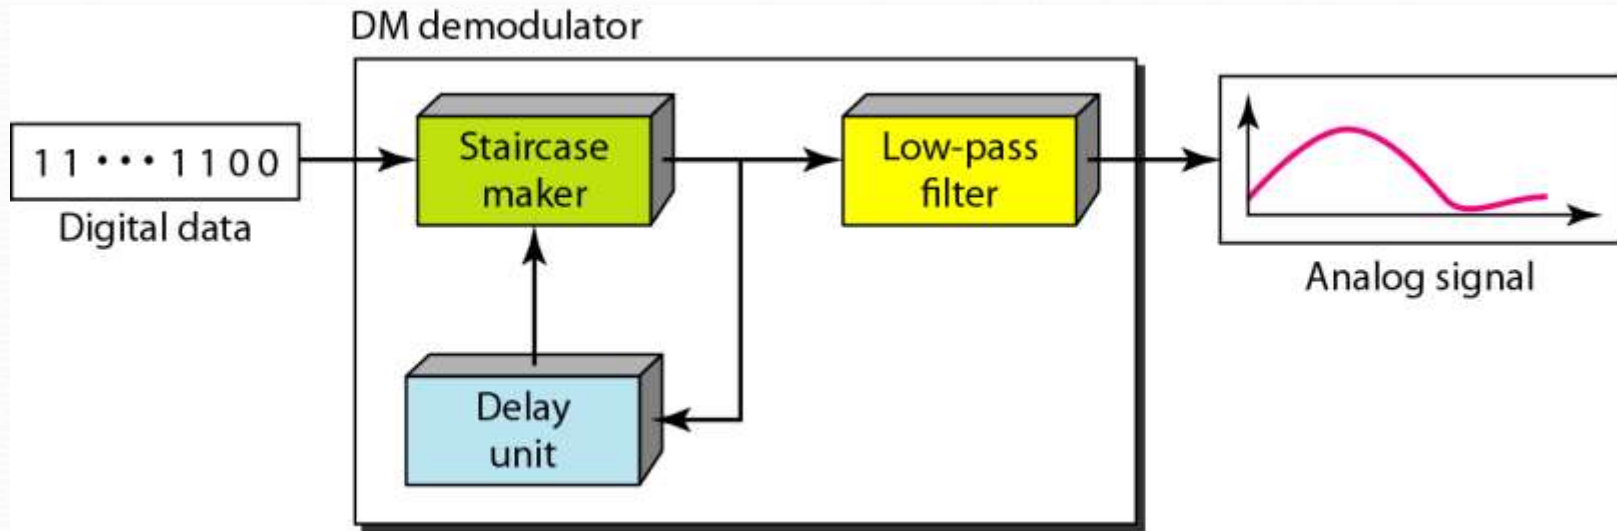 DM demodulator
11 ••• 1100
Digital data
Staircase
maker
Low-pass
filter
Analog signal
Delay
unit